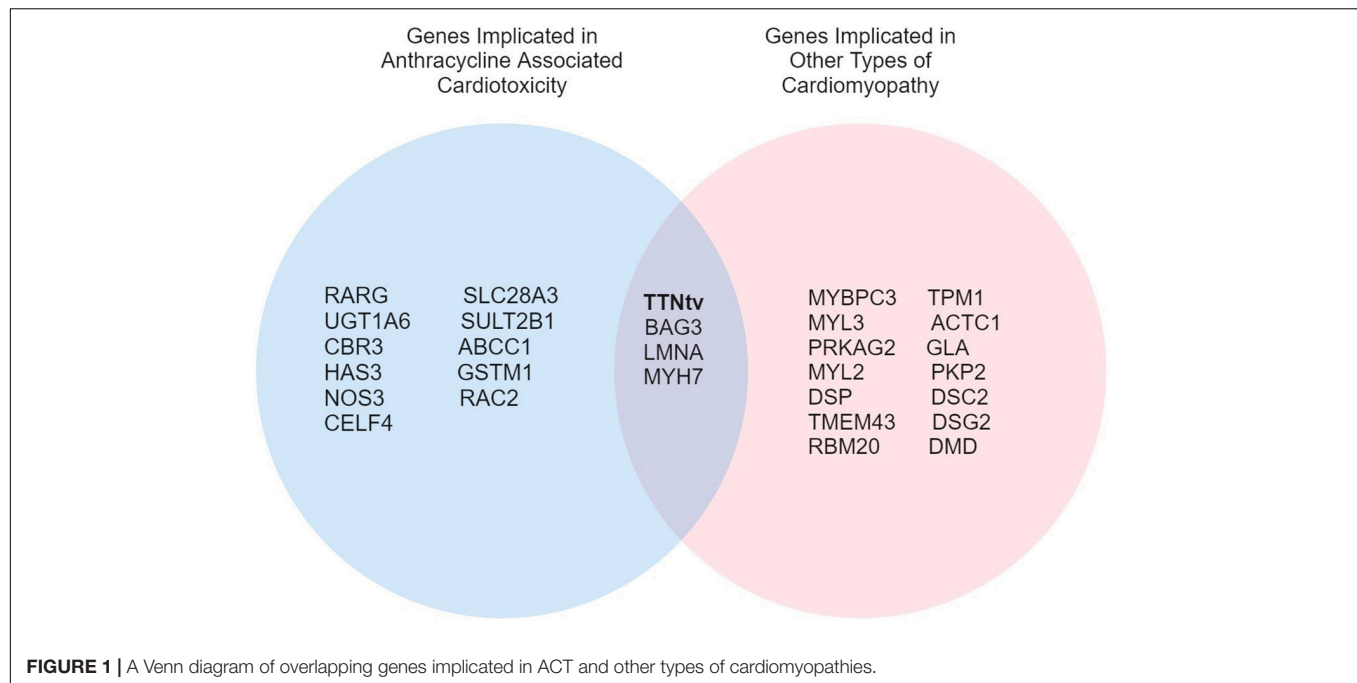 Genes Implicated in
Anthracycline Associated
Cardiotoxicity
Genes Implicated in
Other Types of
Cardiomyopathy
RARG SLC28A3
UGT1A6 SULT2B1
CBR3 ABCC1
HAS3 GSTM1
NOS3 RAC2
CELF4
TTNtv
BAG3
LMNA
MYH7
MYBPC3 TPM1
MYL3 ACTC1
PRKAG2 GLA
MYL2 PKP2
DSP DSC2
TMEM43 DSG2
RBM20 DMD
FIGURE 1 | A Venn diagram of overlapping genes implicated in ACT and other types of cardiomyopathies.